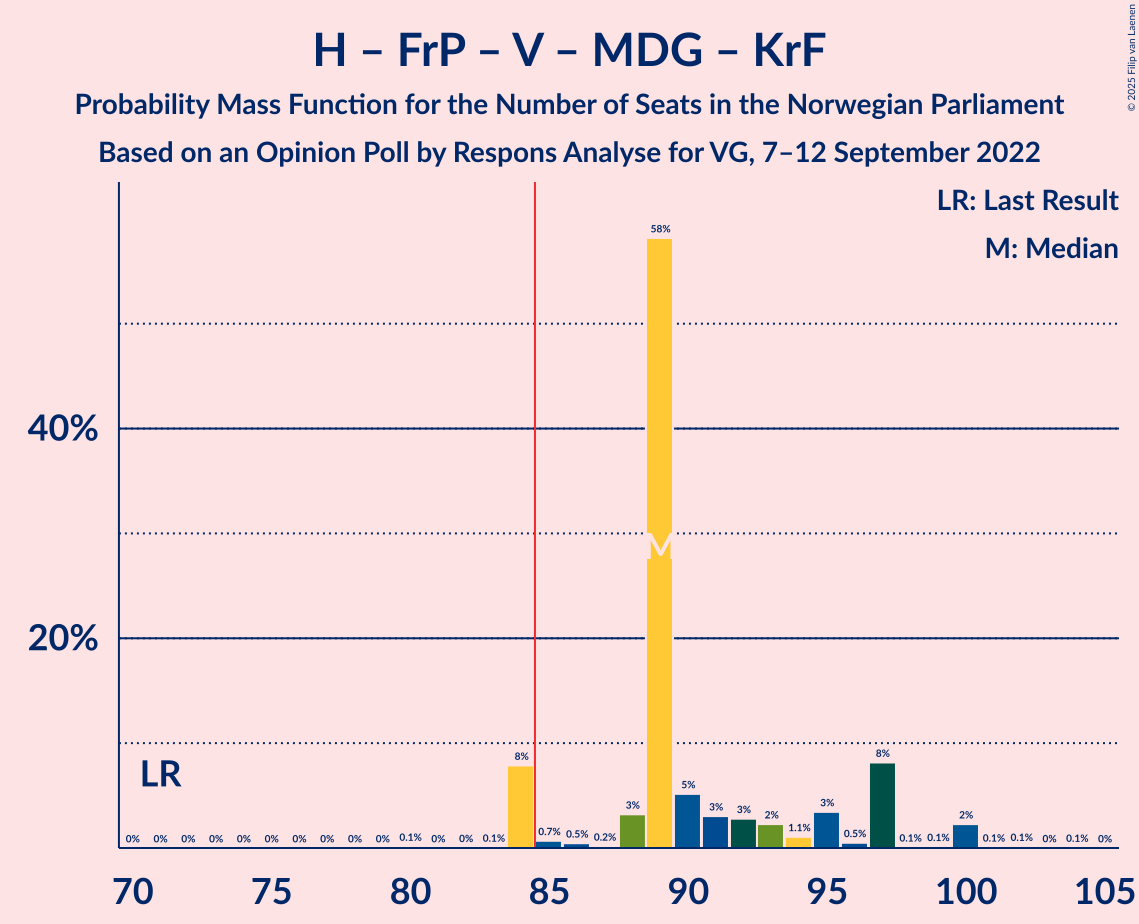 H – FrP – V – MDG – KrF
Probability Mass Function for the Number of Seats in the Norwegian Parliament
Based on an Opinion Poll by Respons Analyse for VG, 7–12 September 2022
© 2025 Filip van Laenen
LR: Last Result
M: Median
58%
40%
M
20%
LR
0% 0% 0% 0% 0% 0% 0% 0% 0% 0% 0.1% 0% 0% 0.1% 8% 0.7% 0.5% 0.2% 3% 5% 3% 3% 2% 1.1% 3% 0.5% 8% 0.1% 0.1% 2% 0.1% 0.1% 0% 0.1% 0%
70 75 80 85 90 95 100 105